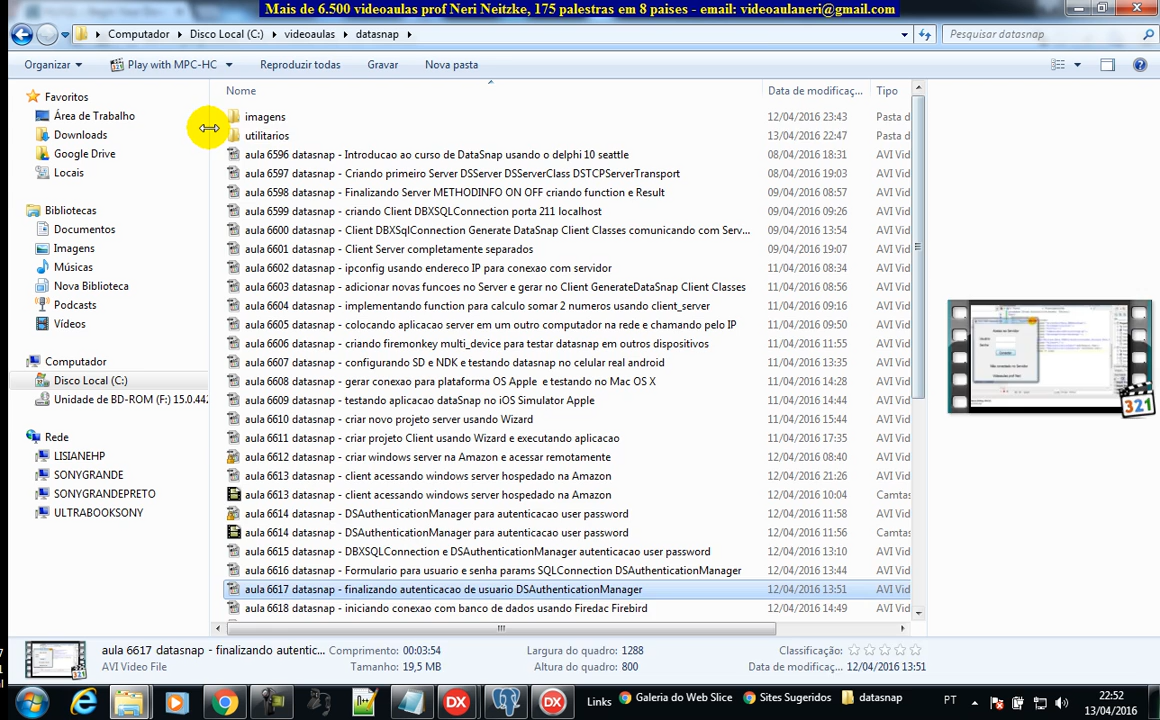 Mais de 6.500 videoaulas prof Neri Neitzke, 175 palestras em 8 paises - email: videoaulaneri@gmail.com
Computador Disco Local (C:) videoaulas datasnap
Pesquisar datasnap
Organizar Play with MPC-HC Reproduzir todas Gravar Nova pasta
Favoritos
Área de Trabalho
Downloads
Google Drive
Locais
Bibliotecas
Documentos
Imagens
Músicas
Nova Biblioteca
Podcasts
Vídeos
Computador
Disco Local (C:)
Unidade de BD-ROM (F:) 15.0.442
Rede
LISIANEHP
SONYGRANDE
SONYGRANDEPRETO
ULTRABOOKSONY
Nome Data de modificaç... Tipo
imagens 12/04/2016 23:43 Pasta d
utilitarios 13/04/2016 22:47 Pasta d
aula 6596 datasnap - Introducao ao curso de DataSnap usando o delphi 10 seattle 08/04/2016 18:31 AVI Vid
aula 6597 datasnap - Criando primeiro Server DSServer DSServerClass DSTCPServerTransport 08/04/2016 19:03 AVI Vid
aula 6598 datasnap - Finalizando Server METHODINFO ON OFF criando function e Result 09/04/2016 08:57 AVI Vid
aula 6599 datasnap - criando Client DBXSQLConnection porta 211 localhost 09/04/2016 09:26 AVI Vid
aula 6600 datasnap - Client DBXSqlConnection Generate DataSnap Client Classes comunicando com Serv... 09/04/2016 13:54 AVI Vid
aula 6601 datasnap - Client Server completamente separados 09/04/2016 19:07 AVI Vid
aula 6602 datasnap - ipconfig usando endereco IP para conexao com servidor 11/04/2016 08:34 AVI Vid
aula 6603 datasnap - adicionar novas funcoes no Server e gerar no Client GenerateDataSnap Client Classes 11/04/2016 08:56 AVI Vid
aula 6604 datasnap - implementando function para calculo somar 2 numeros usando client_server 11/04/2016 09:16 AVI Vid
aula 6605 datasnap - colocando aplicacao server em um outro computador na rede e chamando pelo IP 11/04/2016 09:50 AVI Vid
aula 6606 datasnap - criando firemonkey multi_device para testar datasnap em outros dispositivos 11/04/2016 11:55 AVI Vid
aula 6607 datasnap - configurando SD e NDK e testando datasnap no celular real android 11/04/2016 13:35 AVI Vid
aula 6608 datasnap - gerar conexao para plataforma OS Apple e testando no Mac OS X 11/04/2016 14:28 AVI Vid
aula 6609 datasnap - testando aplicacao dataSnap no iOS Simulator Apple 11/04/2016 14:44 AVI Vid
aula 6610 datasnap - criar novo projeto server usando Wizard 11/04/2016 15:44 AVI Vid
aula 6611 datasnap - criar projeto Client usando Wizard e executando aplicacao 11/04/2016 17:35 AVI Vid
aula 6612 datasnap - criar windows server na Amazon e acessar remotamente 12/04/2016 08:40 AVI Vid
aula 6613 datasnap - client acessando windows server hospedado na Amazon 12/04/2016 21:26 AVI Vid
aula 6613 datasnap - client acessando windows server hospedado na Amazon 12/04/2016 10:04 Camtas
aula 6614 datasnap - DSAuthenticationManager para autenticacao user password 12/04/2016 11:58 AVI Vid
aula 6614 datasnap - DSAuthenticationManager para autenticacao user password 12/04/2016 11:56 Camtas
aula 6615 datasnap - DBXSQLConnection e DSAuthenticationManager autenticacao user password 12/04/2016 13:10 AVI Vid
aula 6616 datasnap - Formulario para usuario e senha params SQLConnection DSAuthenticationManager 12/04/2016 13:44 AVI Vid
aula 6617 datasnap - finalizando autenticacao de usuario DSAuthenticationManager 12/04/2016 13:51 AVI Vid
aula 6618 datasnap - iniciando conexao com banco de dados usando Firedac Firebird 12/04/2016 14:49 AVI Vid
321
aula 6617 datasnap - finalizando autentic... Comprimento: 00:03:54 Largura do quadro: 1288 Classificação:
AVI Video File Tamanho: 19,5 MB Altura do quadro: 800 Data de modificaç... 12/04/2016 13:51
Links Galeria do Web Slice Sites Sugeridos datasnap PT 22:52
13/04/2016